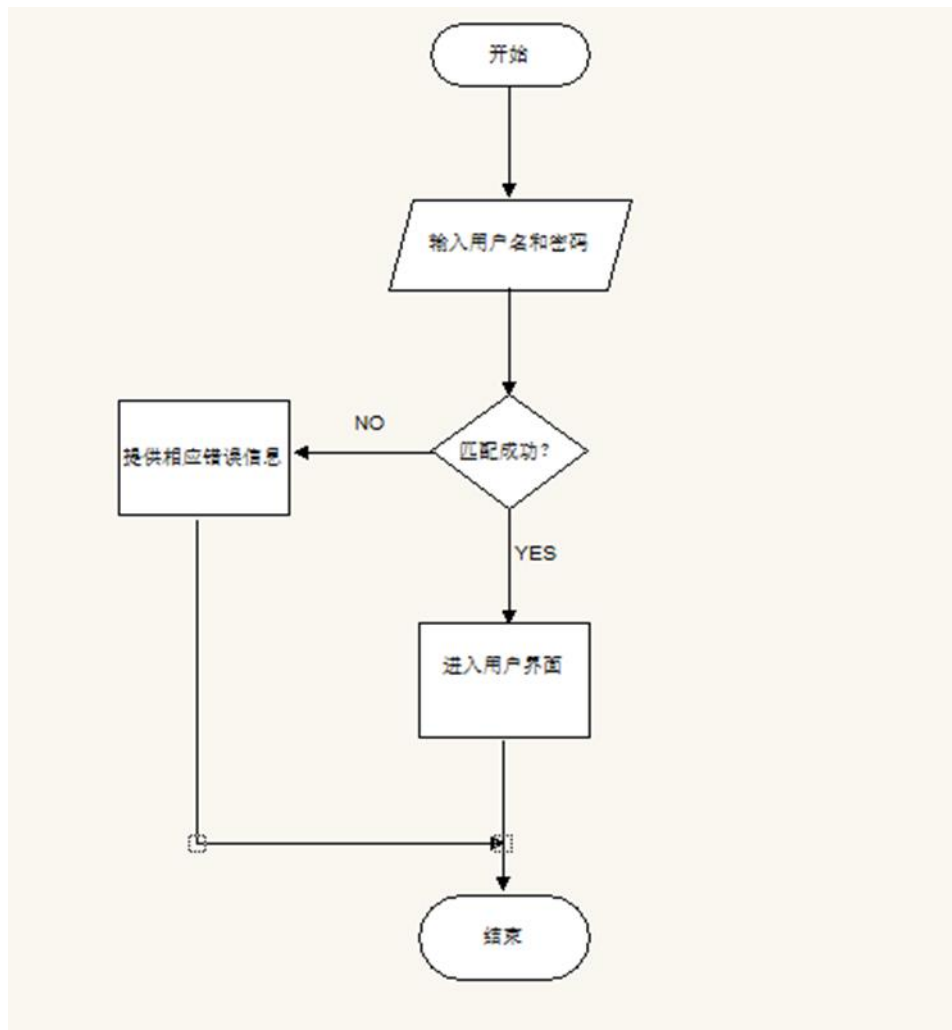 开始
输入用户名和密码
NO
匹配成功？
提供相应错误信息
YES
进入用户界面
结束